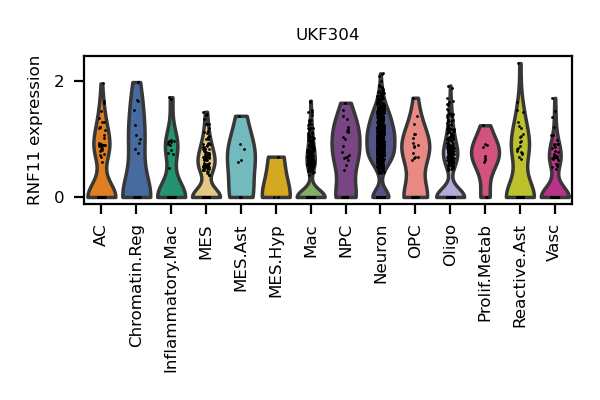 UKF304
RNF11 expression
2
0
AC
Chromatin.Reg
Inflammatory.Mac
MES
MES.Ast
MES.Hyp
Mac
NPC
Neuron
OPC
Oligo
Prolif.Metab
Reactive.Ast
Vasc